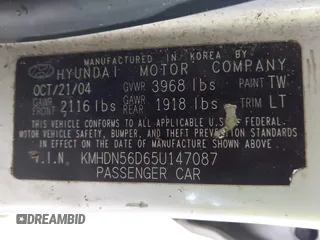 MANUFACTURED IN KOREA BY
HYUNDAI MOTOR COMPANY
OCT/21/04 GVWR 3968 lbs PAINT TW
GAWR FRONT 2116 lbs GAWR REAR 1918 lbs TRIM LT
THIS VEHICLE CONFORMS TO ALL APPLICABLE U.S. FEDERAL
MOTOR VEHICLE SAFETY, BUMPER, AND THEFT PREVENTION
STANDARDS IN EFFECT ON THE DATE OF MANUFACTURE SHOWN ABOVE
V.I.N. KMHDN56D65U147087
PASSENGER CAR
DREAMBID